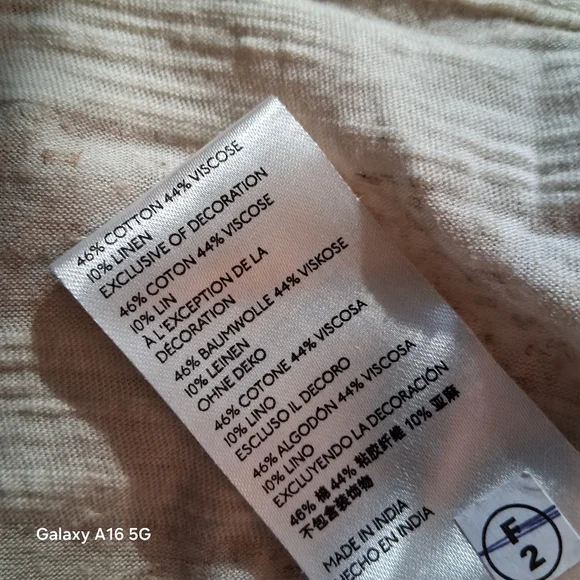 46% COTTON 44% VISCOSE
10% LINEN
EXCLUSIVE OF DECORATION
46% COTON 44% VISCOSE
10% LIN
À L'EXCEPTION DE LA
DÉCORATION
46% BAUMWOLLE 44% VISKOSE
10% LEINEN
OHNE DEKO
46% COTONE 44% VISCOSA
10% LINO
ESCLUSO IL DECORO
46% ALGODÓN 44% VISCOSA
10% LINO
EXCLUYENDO LA DECORACIÓN
46% 棉 44% 粘胶纤维 10% 亚麻
不包含装饰物
MADE IN INDIA
HECHO EN INDIA
F
2
Galaxy A16 5G